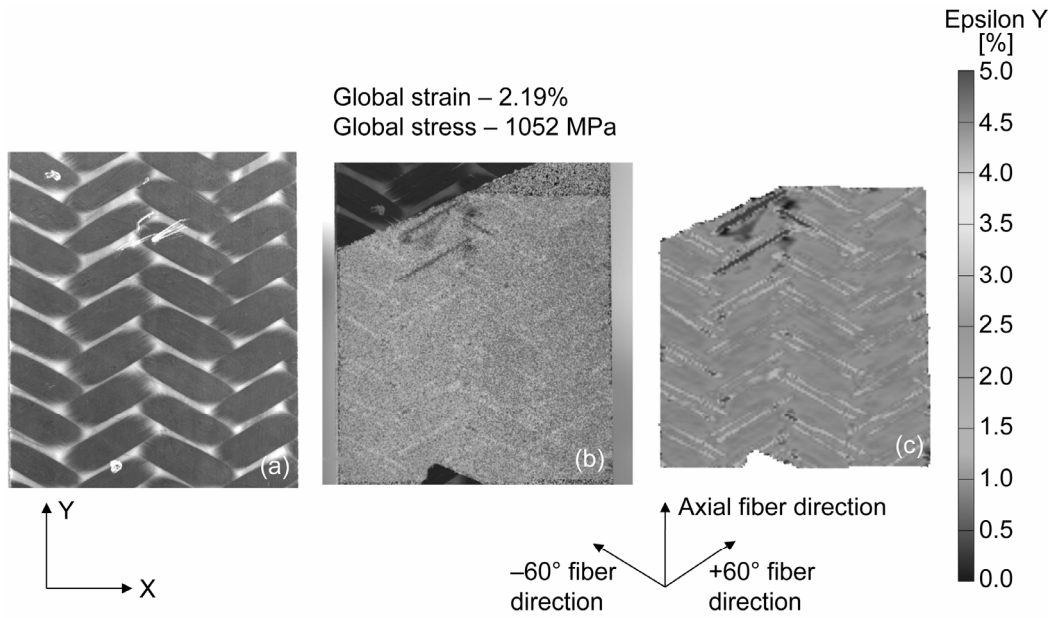 Epsilon Y
[%]
Global strain – 2.19%
Global stress – 1052 MPa
5.0
4.5
4.0
3.5
3.0
2.5
2.0
1.5
1.0
0.5
0.0
(a)
(b)
(c)
Y
X
Axial fiber direction
–60° fiber
direction
+60° fiber
direction